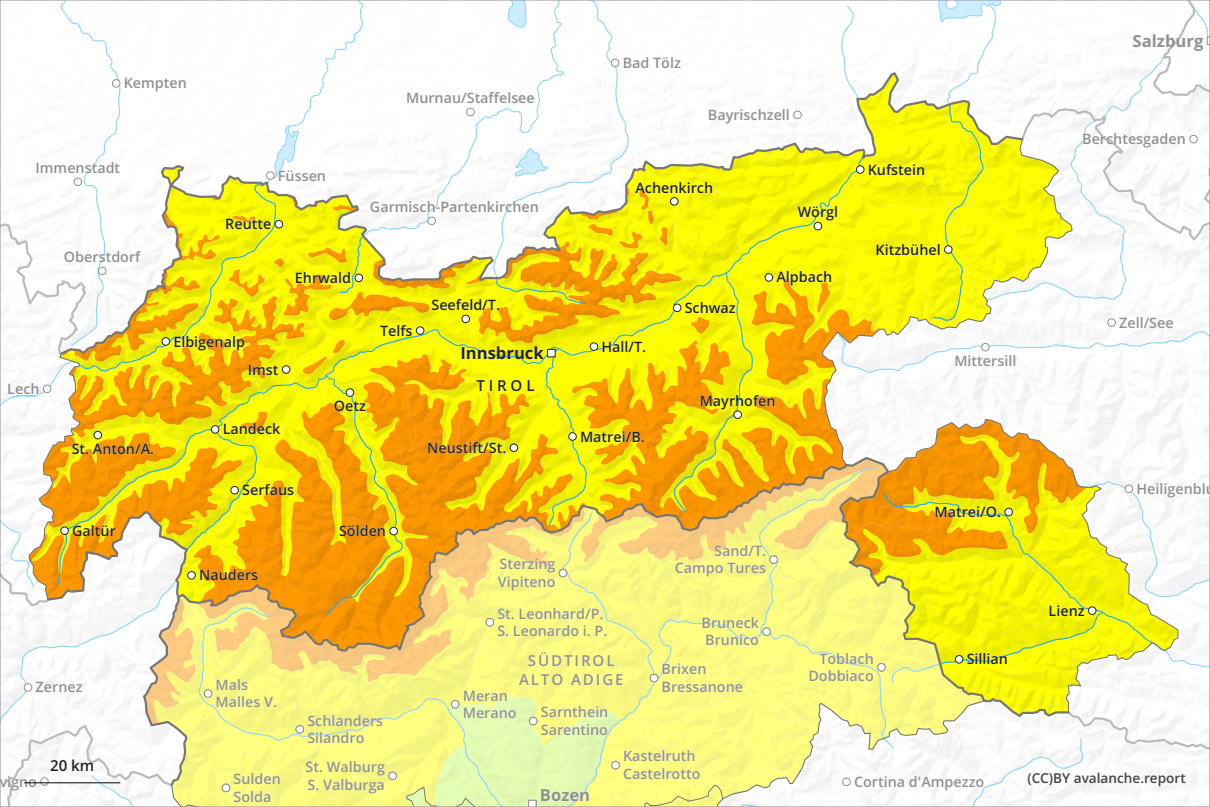 Salzburg
Bad Tölz
Kempten
Murnau/Staffelsee
Bayrischzell
Berchtesgaden
Immenstadt
Füssen
Kufstein
Achenkirch
Garmisch-Partenkirchen
Wörgl
Reutte
Kitzbühel
Oberstdorf
Ehrwald
Alpbach
Seefeld/T.
Schwaz
Zell/See
Telfs
Elbigenalp
Innsbruck
Hall/T.
Mittersill
Imst
TIROL
Lech
Oetz
Mayrhofen
Landeck
Matrei/B.
St. Anton/A.
Neustift/St.
Serfaus
Heiligenblu
Matrei/O.
Galtür
Sölden
Sand/T.
Campo Tures
Sterzing
Vipiteno
Nauders
Lienz
St. Leonhard/P.
S. Leonardo i. P.
Bruneck
Brunico
Sillian
SÜDTIROL
ALTO ADIGE
Toblach
Dobbiaco
Brixen
Bressanone
Zernez
Mals
Malles V.
Meran
Merano
Sarnthein
Sarentino
Schlanders
Silandro
Kastelruth
Castelrotto
20 km
St. Walburg
S. Valburga
vigno
Sulden
Solda
Cortina d'Ampezzo
(CC)BY avalanche.report
Bozen